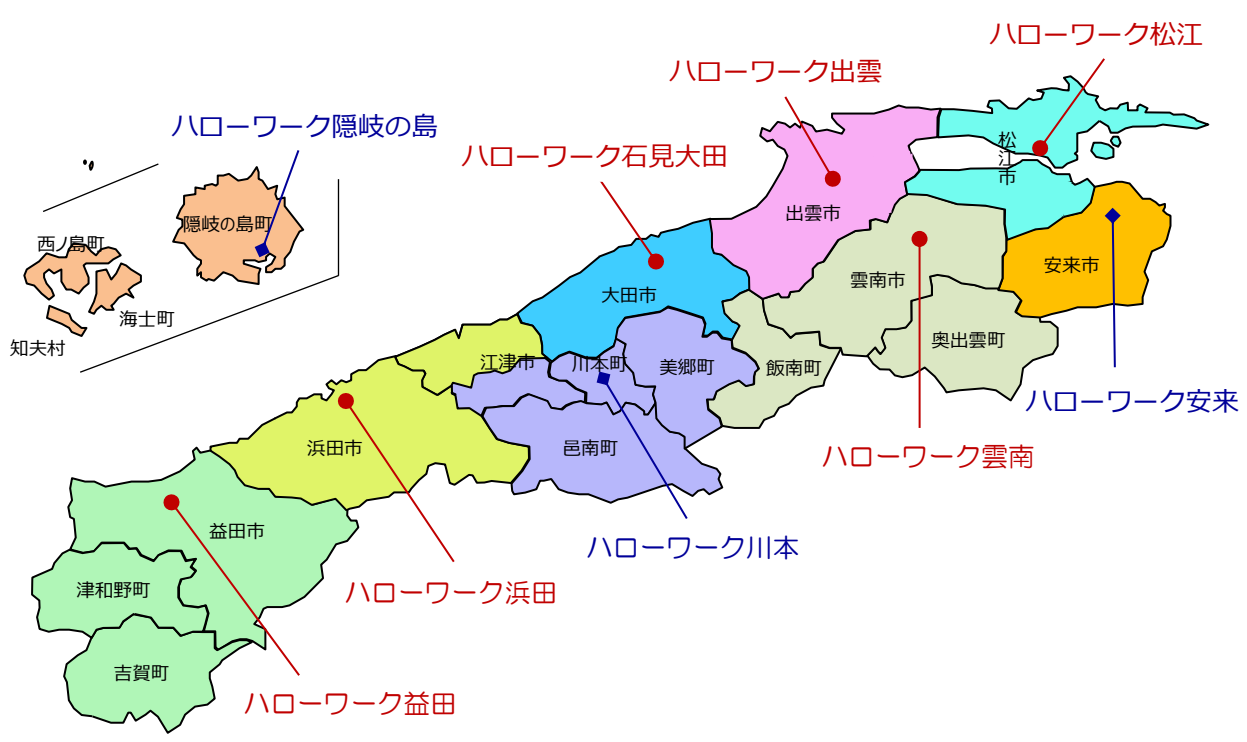 ハローワーク松江
ハローワーク出雲
ハローワーク隠岐の島
ハローワーク石見大田
松江市
隠岐の島町
出雲市
西ノ島町
安来市
雲南市
大田市
海士町
知夫村
奥出雲町
江津市
川本町
美郷町
飯南町
ハローワーク安来
浜田市
邑南町
ハローワーク雲南
益田市
ハローワーク川本
津和野町
ハローワーク浜田
吉賀町
ハローワーク益田